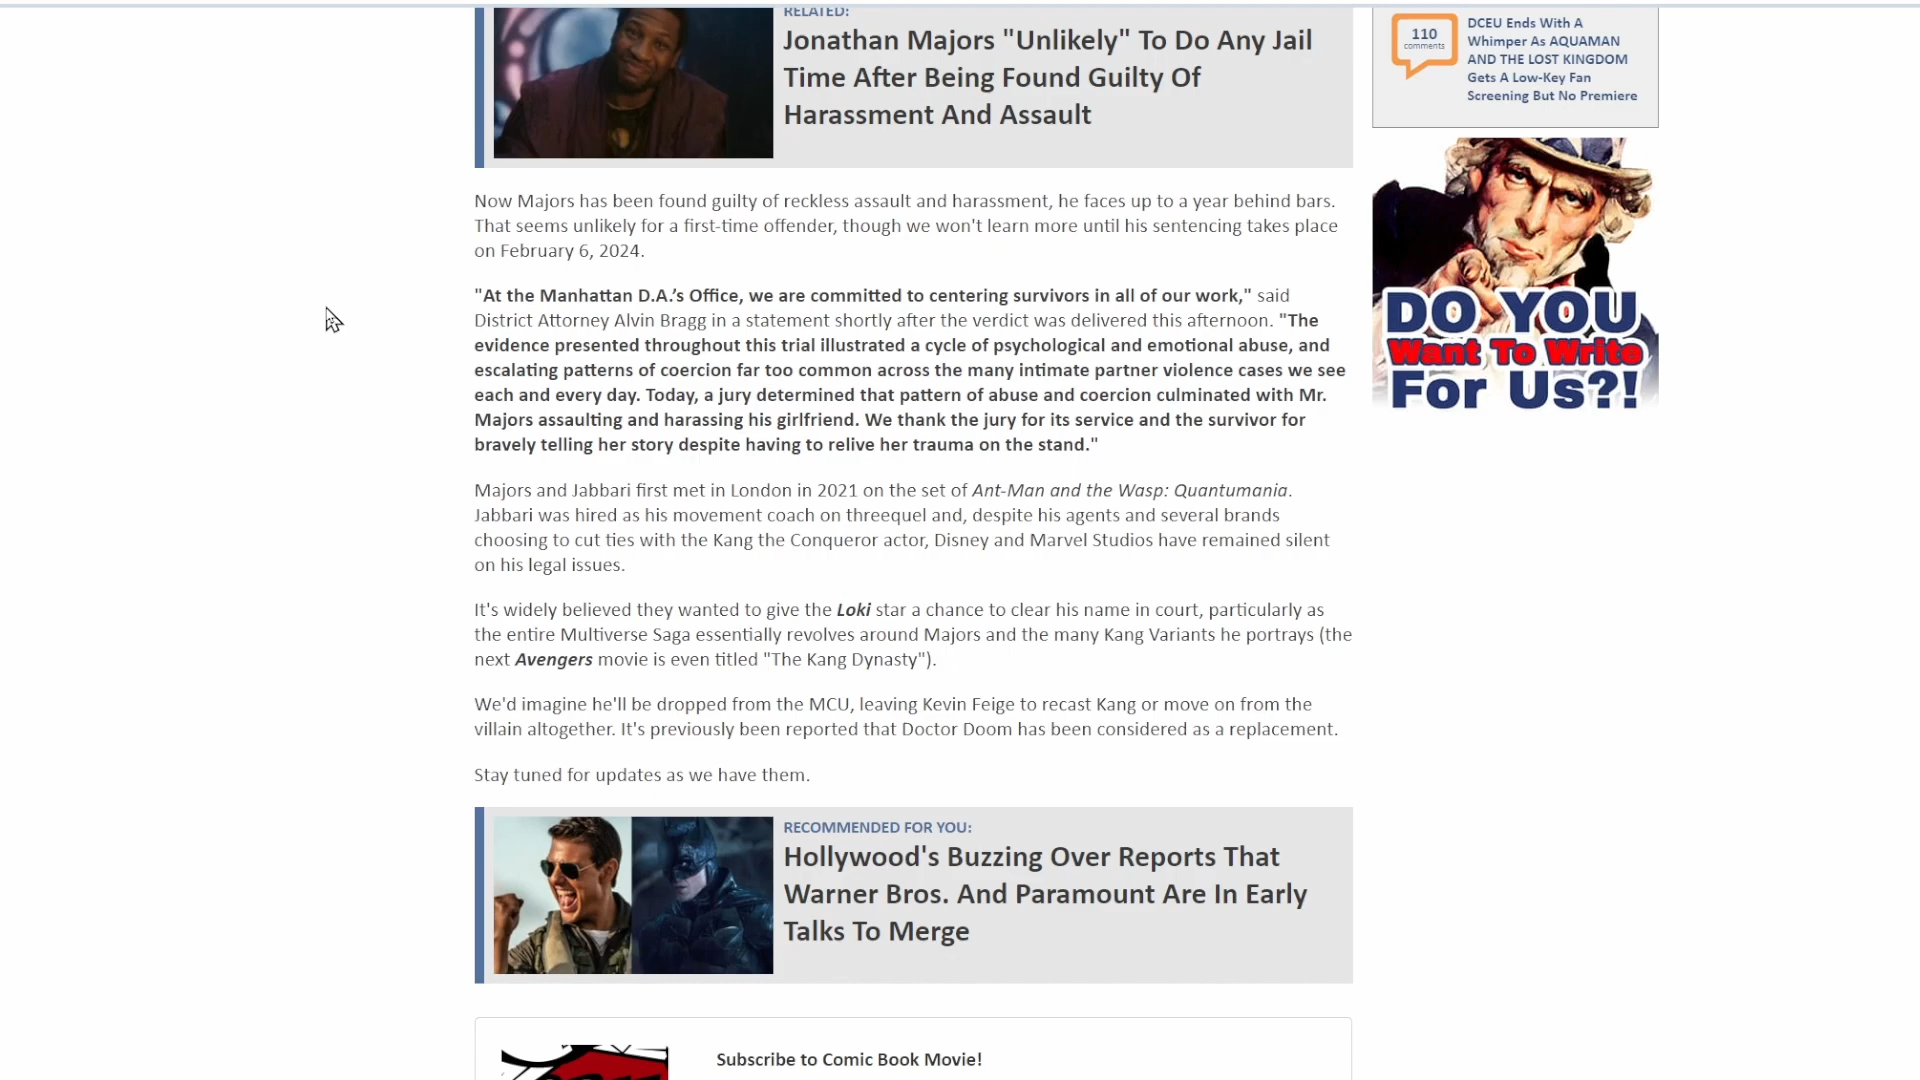 RELATED:
Jonathan Majors "Unlikely" To Do Any Jail
Time After Being Found Guilty Of
Harassment And Assault
Now Majors has been found guilty of reckless assault and harassment, he faces up to a year behind bars.
That seems unlikely for a first-time offender, though we won't learn more until his sentencing takes place
on February 6, 2024.
"At the Manhattan D.A.’s Office, we are committed to centering survivors in all of our work," said
District Attorney Alvin Bragg in a statement shortly after the verdict was delivered this afternoon. "The
evidence presented throughout this trial illustrated a cycle of psychological and emotional abuse, and
escalating patterns of coercion far too common across the many intimate partner violence cases we see
each and every day. Today, a jury determined that pattern of abuse and coercion culminated with Mr.
Majors assaulting and harassing his girlfriend. We thank the jury for its service and the survivor for
bravely telling her story despite having to relive her trauma on the stand."
Majors and Jabbari first met in London in 2021 on the set of Ant-Man and the Wasp: Quantumania.
Jabbari was hired as his movement coach on threequel and, despite his agents and several brands
choosing to cut ties with the Kang the Conqueror actor, Disney and Marvel Studios have remained silent
on his legal issues.
It's widely believed they wanted to give the Loki star a chance to clear his name in court, particularly as
the entire Multiverse Saga essentially revolves around Majors and the many Kang Variants he portrays (the
next Avengers movie is even titled "The Kang Dynasty").
We'd imagine he'll be dropped from the MCU, leaving Kevin Feige to recast Kang or move on from the
villain altogether. It's previously been reported that Doctor Doom has been considered as a replacement.
Stay tuned for updates as we have them.
RECOMMENDED FOR YOU:
Hollywood's Buzzing Over Reports That
Warner Bros. And Paramount Are In Early
Talks To Merge
Subscribe to Comic Book Movie!
110
comments
DCEU Ends With A
Whimper As AQUAMAN
AND THE LOST KINGDOM
Gets A Low-Key Fan
Screening But No Premiere
DO YOU
Want To Write
For Us?!